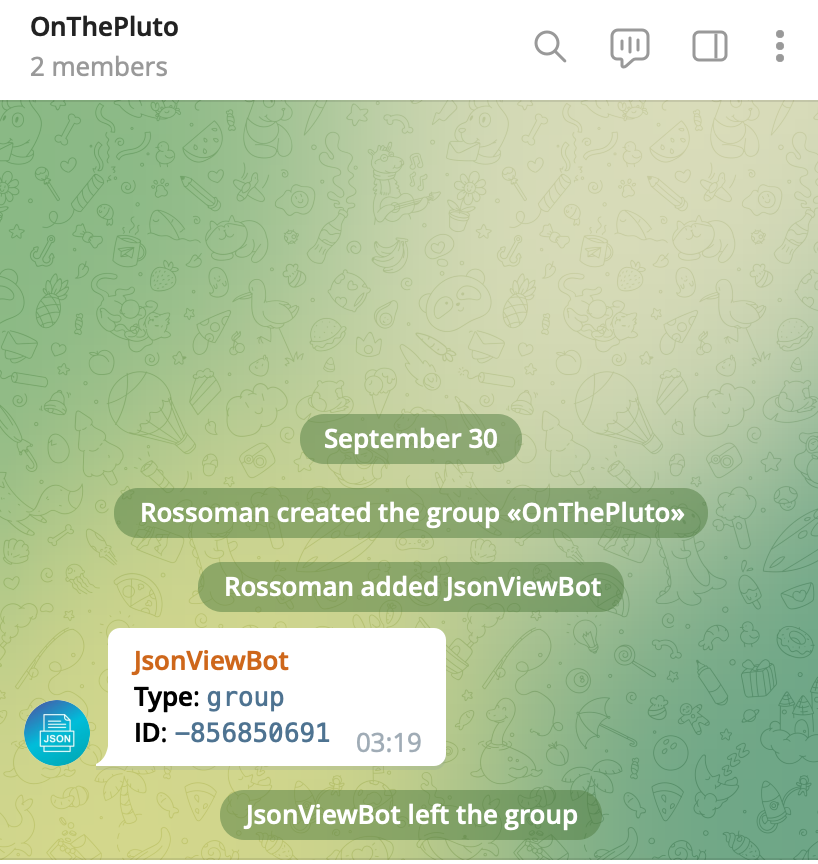 OnThePluto
2 members
September 30
Rossoman created the group «OnThePluto»
Rossoman added JsonViewBot
JsonViewBot
Type: group
JSON
ID: -856850691 03:19
JsonViewBot left the group